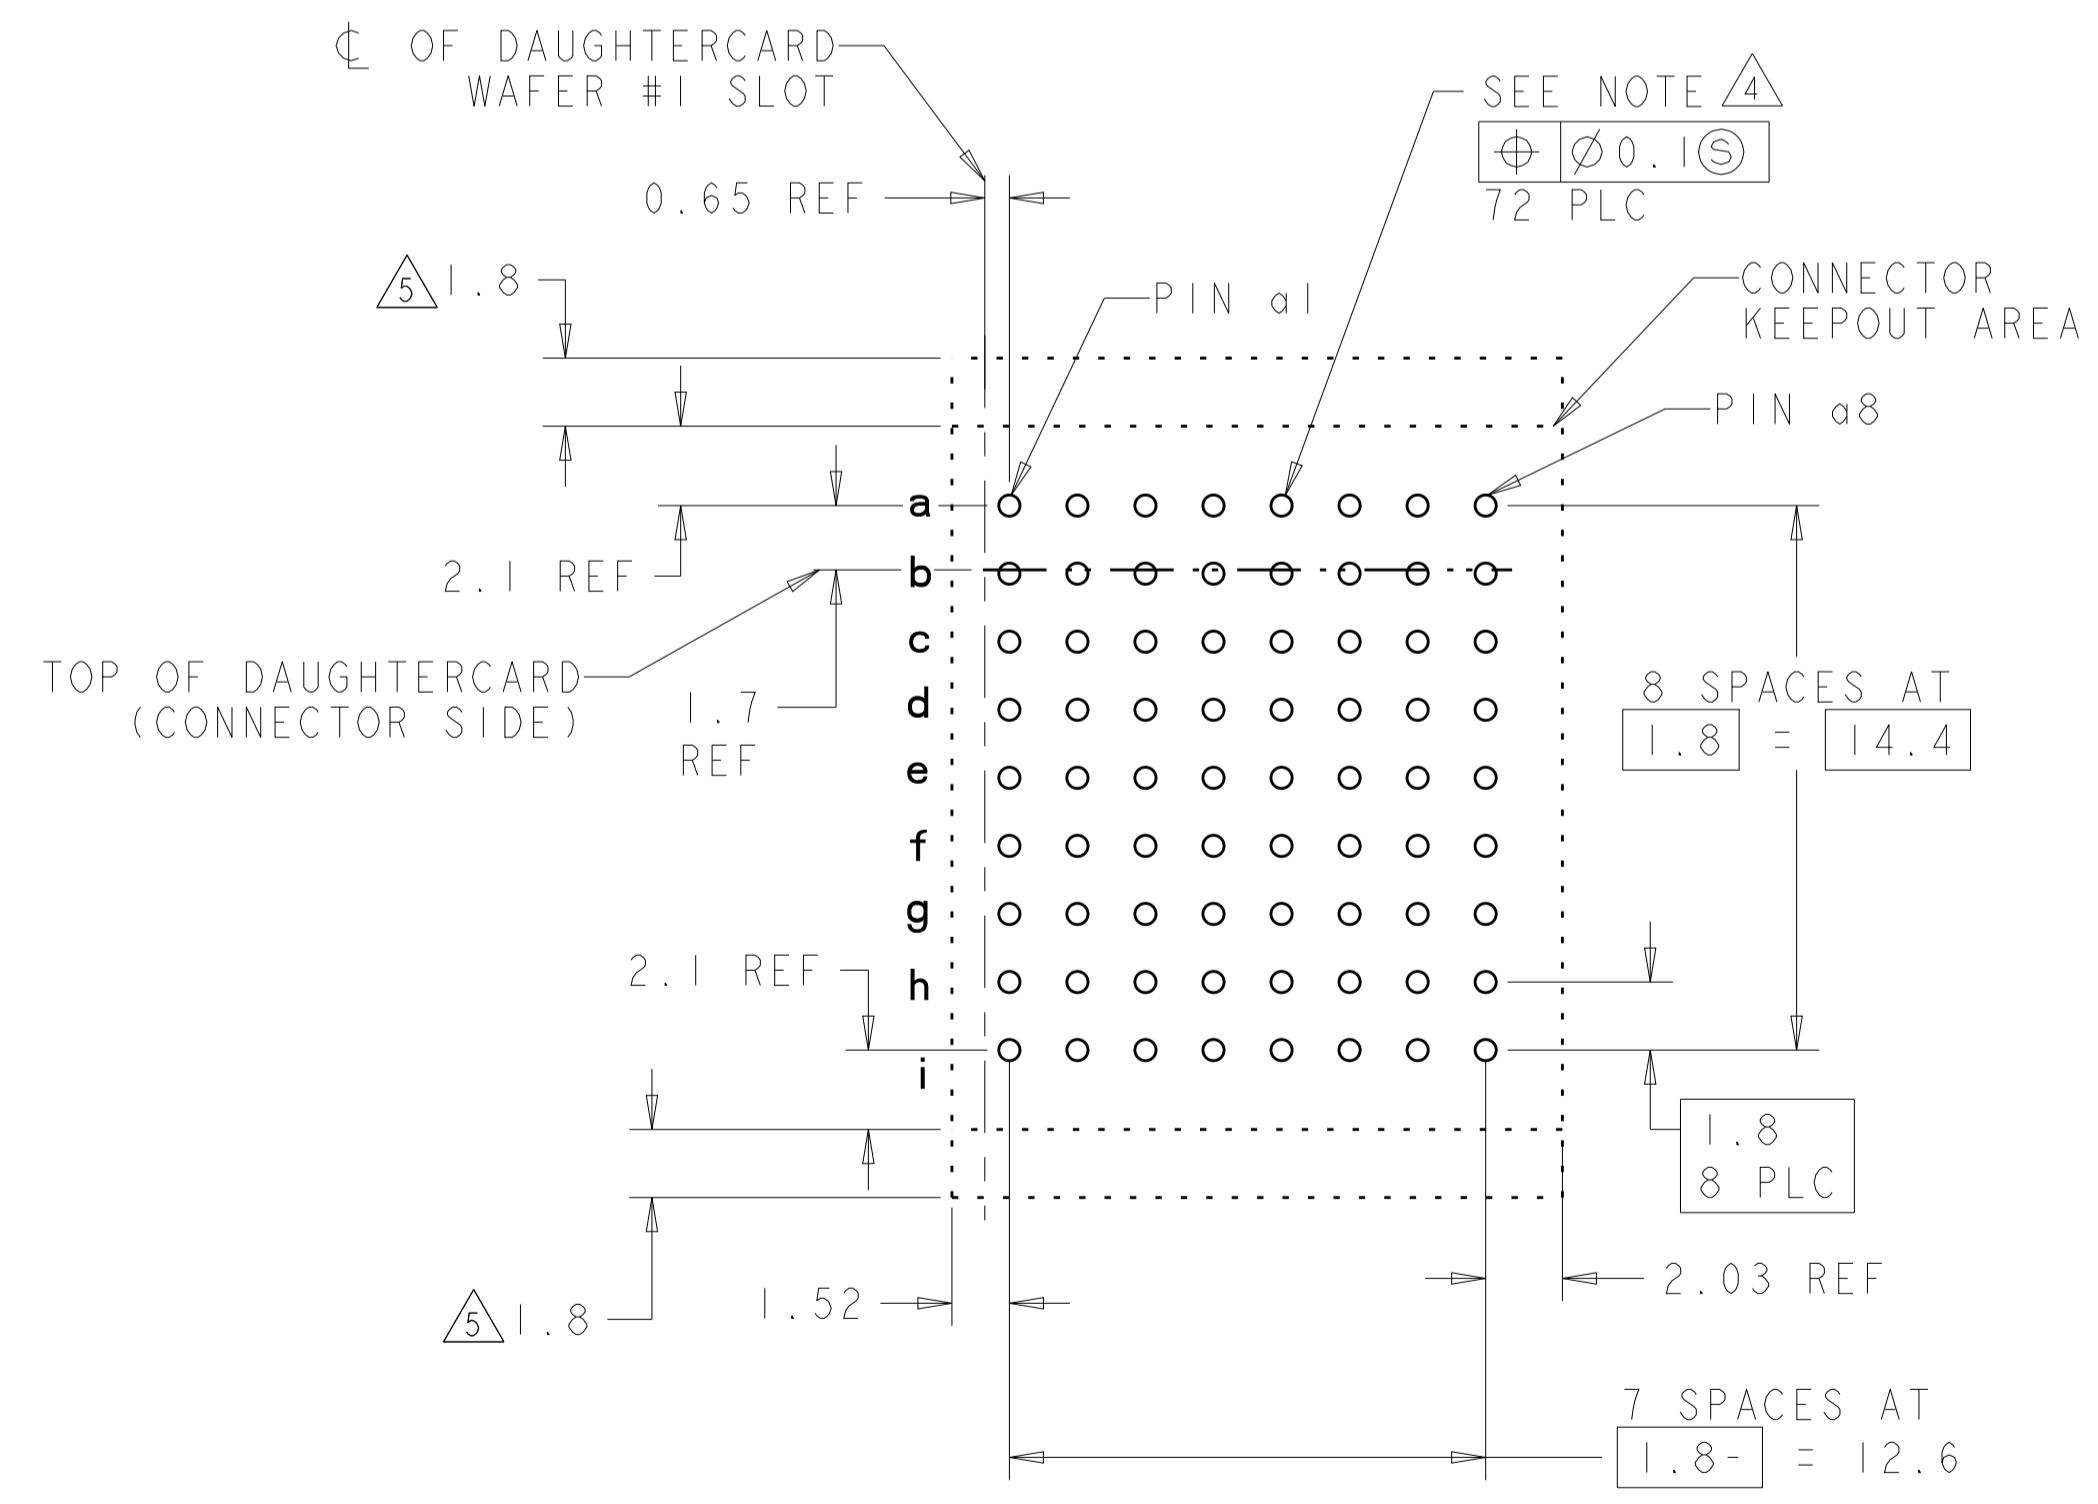 ℄ OF DAUGHTERCARD
WAFER #1 SLOT
SEE NOTE 4
⌖ Ø0.1Ⓢ
72 PLC
0.65 REF
5 1.8
PIN a1
CONNECTOR
KEEPOUT AREA
PIN a8
a
2.1 REF
b
TOP OF DAUGHTERCARD
(CONNECTOR SIDE)
1.7
REF
c
d
e
f
g
h
i
8 SPACES AT
1.8 = 14.4
2.1 REF
1.8
8 PLC
5 1.8
1.52
2.03 REF
7 SPACES AT
1.8- = 12.6